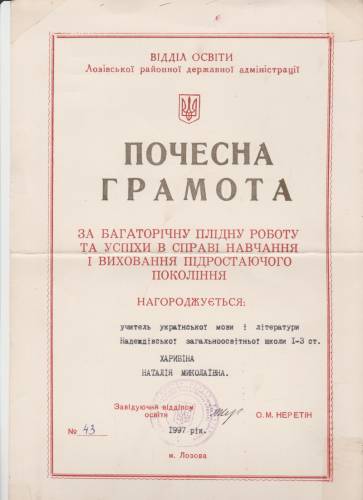 ВІДДІЛ ОСВІТИ
Лозівської районної державної адміністрації
ПОЧЕСНА
ГРАМОТА
ЗА БАГАТОРІЧНУ ПЛІДНУ РОБОТУ
ТА УСПІХИ В СПРАВІ НАВЧАННЯ
І ВИХОВАННЯ ПІДРОСТАЮЧОГО
ПОКОЛІННЯ
НАГОРОДЖУЄТЬСЯ:
учитель української мови і літератури
Надеждівської загальноосвітньої школи І-3 ст.
ХАРИБІНА
НАТАЛІЯ МИКОЛАЇВНА.
Завідуючий відділом
освіти О.М. НЕРЕТІН
№ 43 1997 рік.
м. Лозова